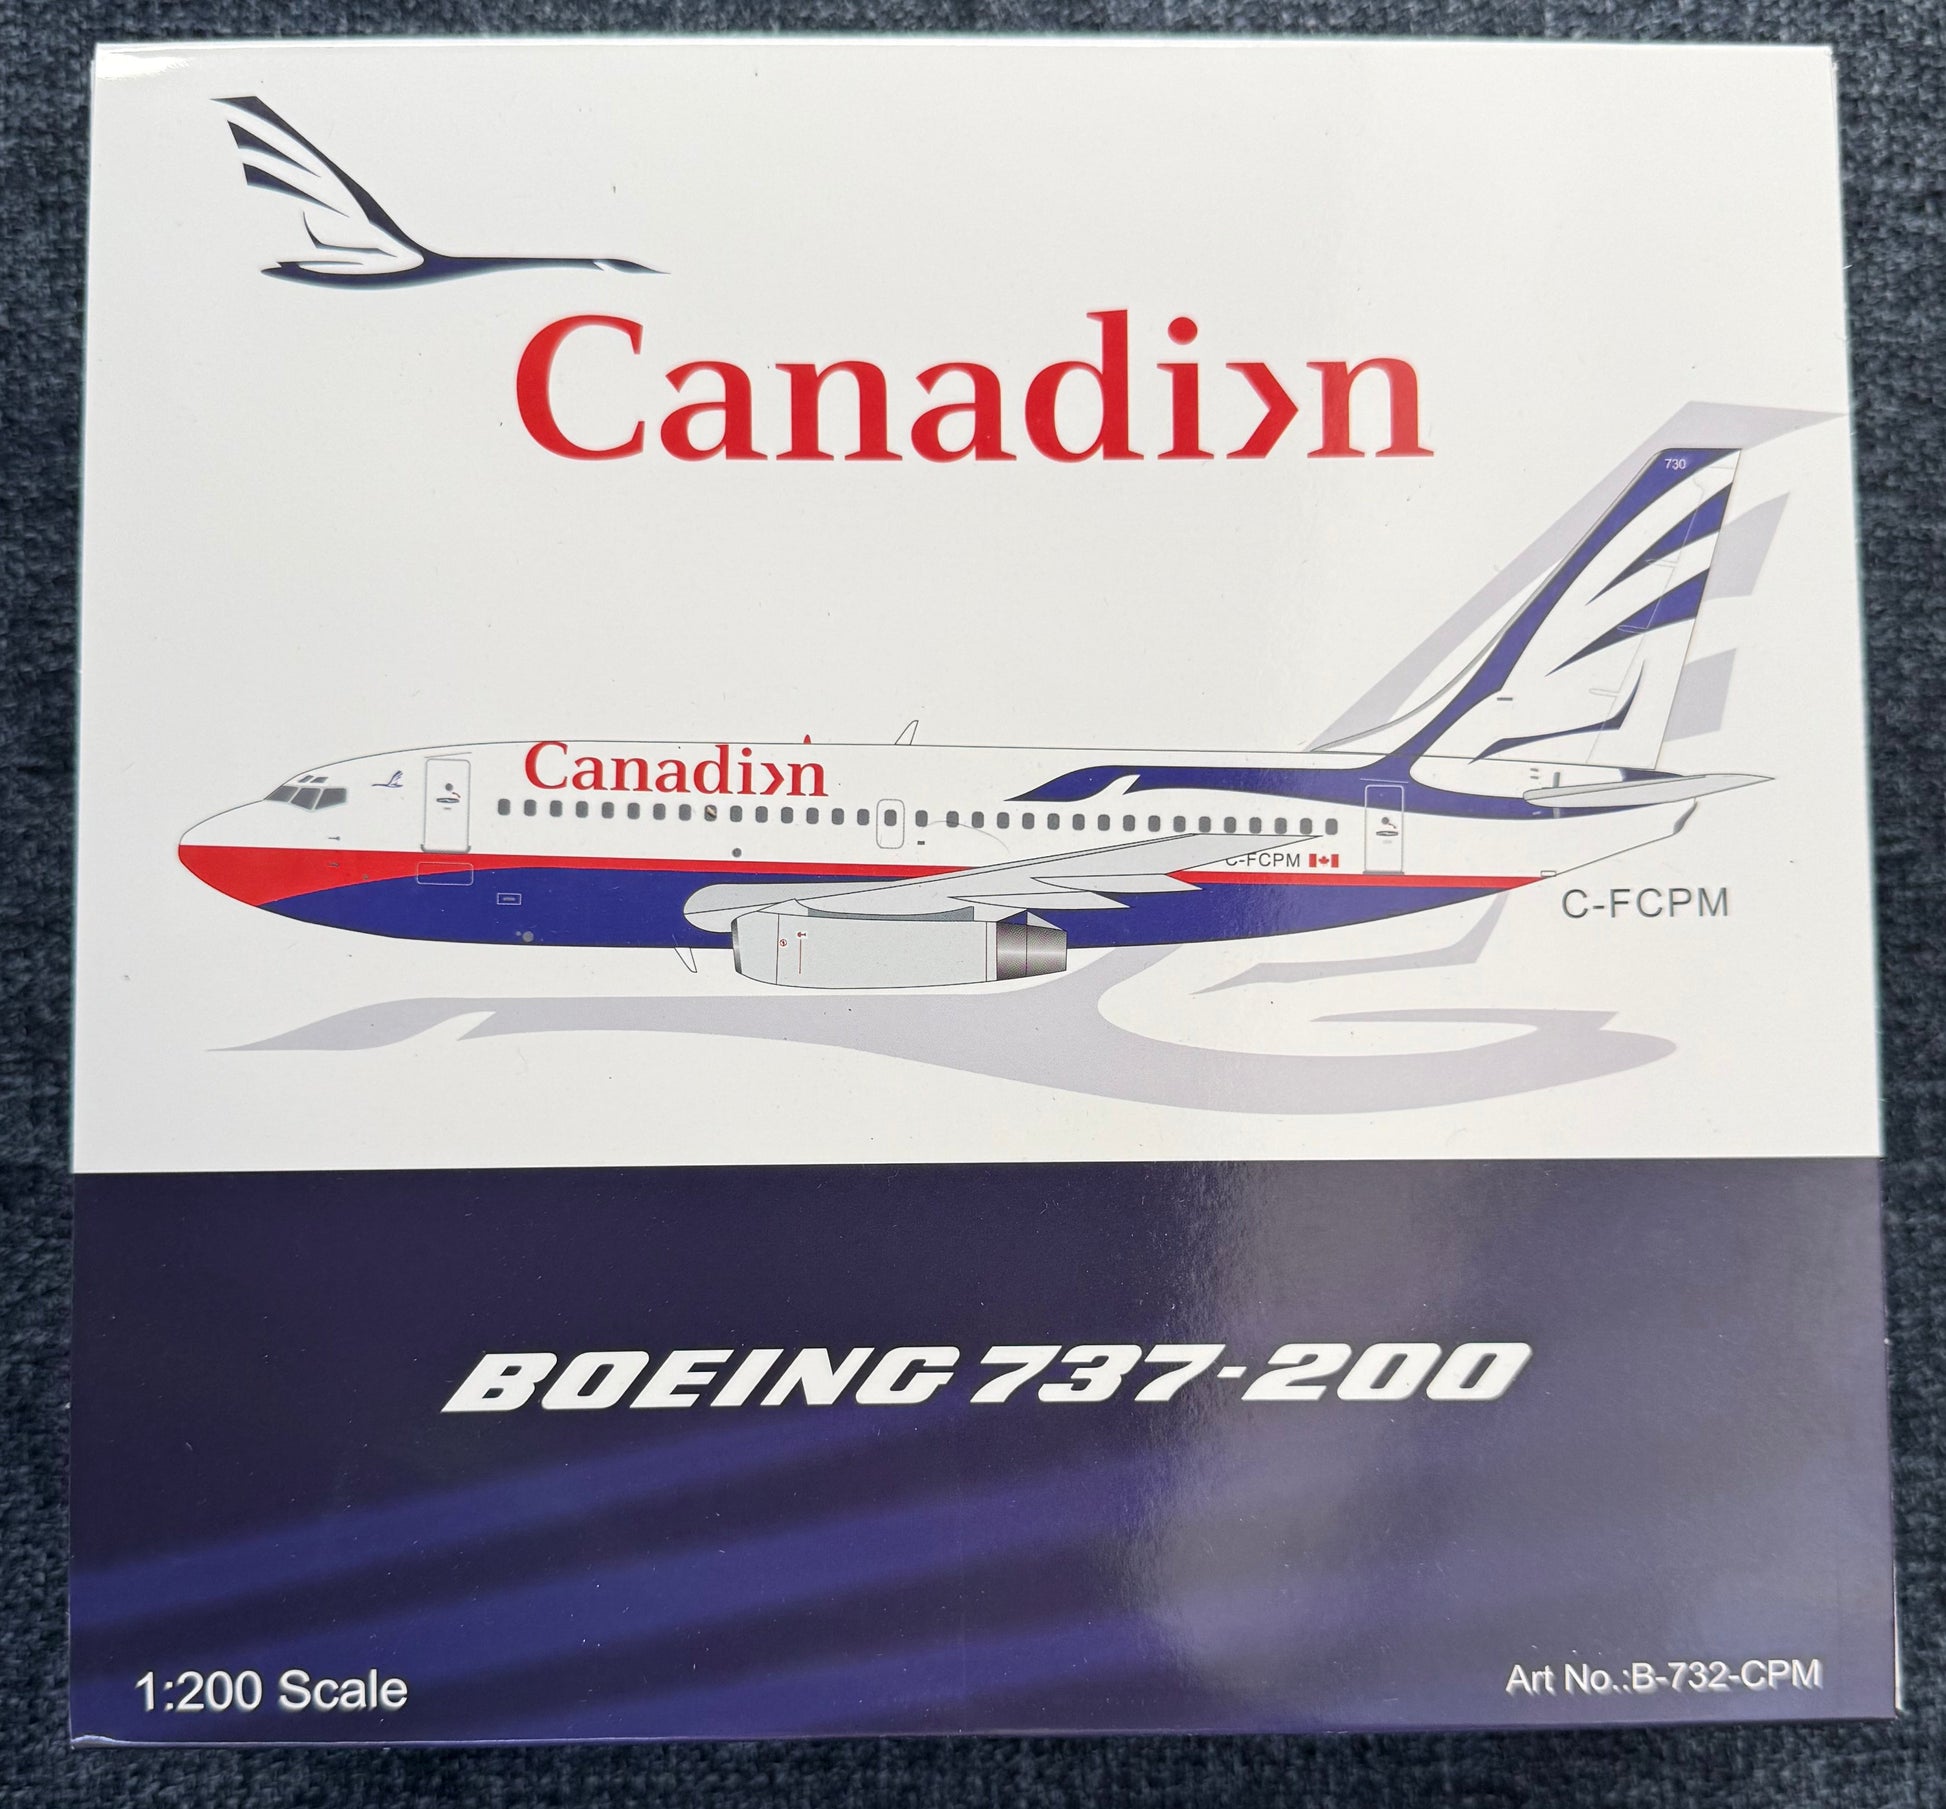 Canadi>n
730
Canadi>n
C-FCPM
C-FCPM
BOEING 737-200
1:200 Scale
Art No.:B-732-CPM